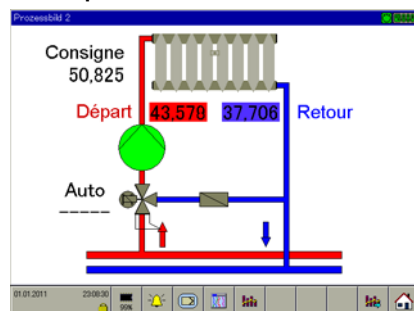 Prozessbild 2
Consigne
50,825
Départ 43,578 37,706 Retour
Auto
-----
01.01.2011 23:08:30 99%